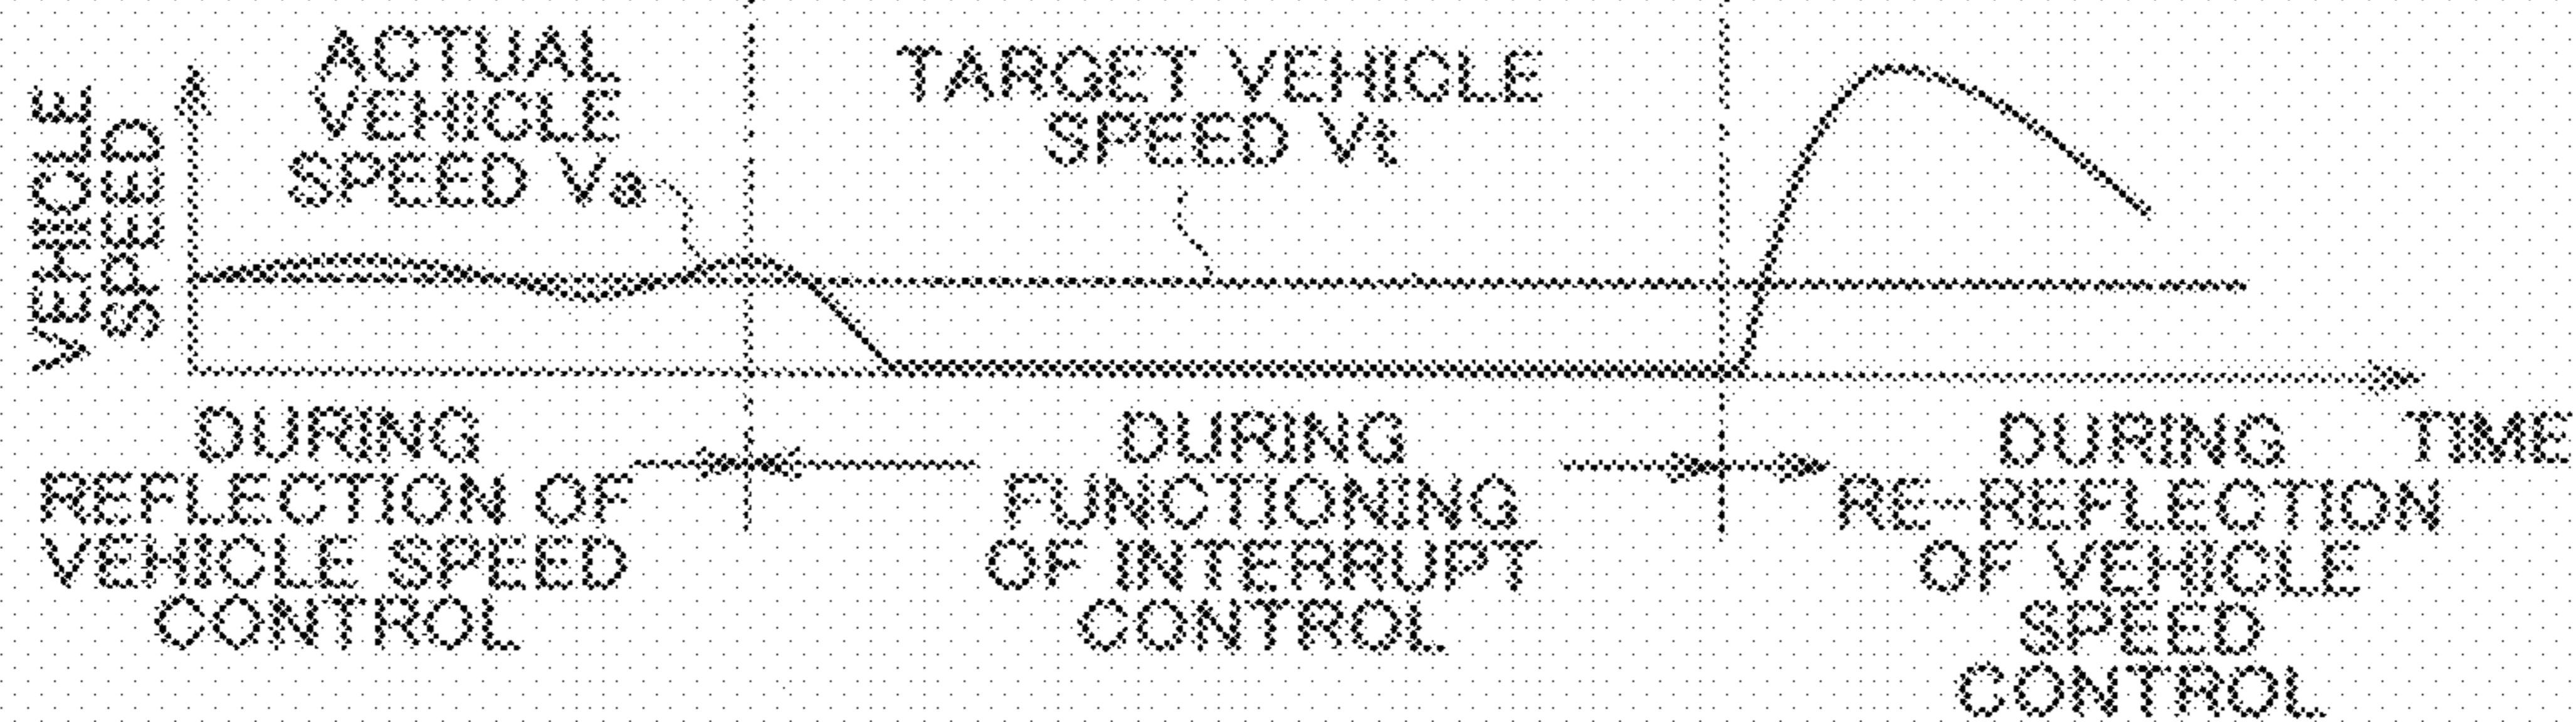 VEHICLE
SPEED
ACTUAL
VEHICLE
SPEED Va
TARGET VEHICLE
SPEED Vt
DURING
REFLECTION OF
VEHICLE SPEED
CONTROL
DURING
FUNCTIONING
OF INTERRUPT
CONTROL
DURING
RE-REFLECTION
OF VEHICLE
SPEED
CONTROL
TIME